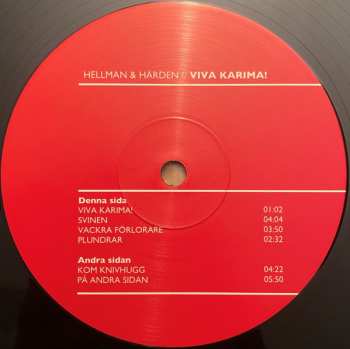 HELLMAN & HÄRDEN // VIVA KARIMA!
Denna sida
VIVA KARIMA! 01:02
SVINEN 04.04
VACKRA FÖRLORARE 03:50
PLUNDRAR 02:32
Andra sidan
KOM KNIVHUGG 04:22
PÅ ANDRA SIDAN 05:50